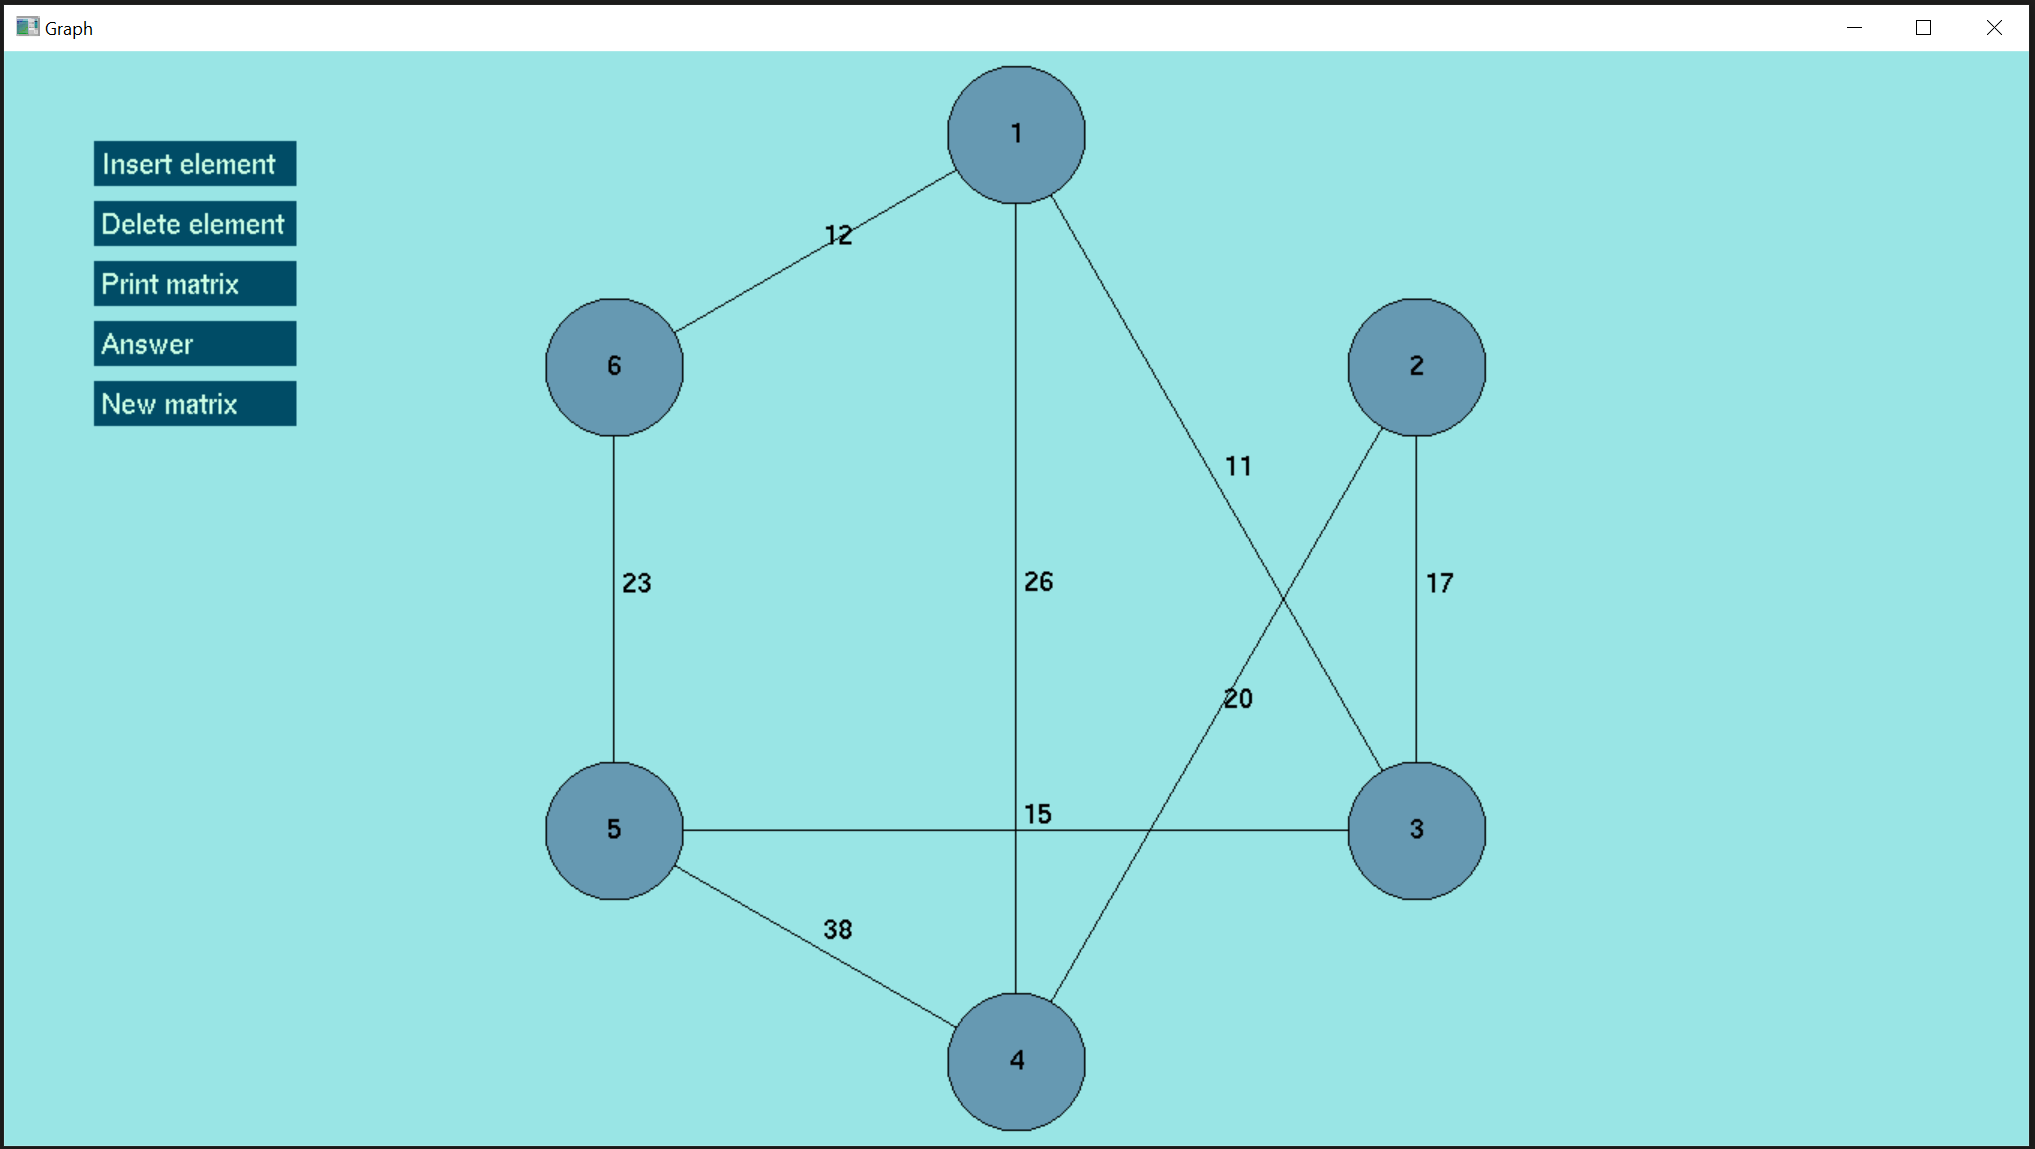 Graph
Insert element
Delete element
Print matrix
Answer
New matrix
1
12
6
2
11
23
26
17
20
15
5
3
38
4